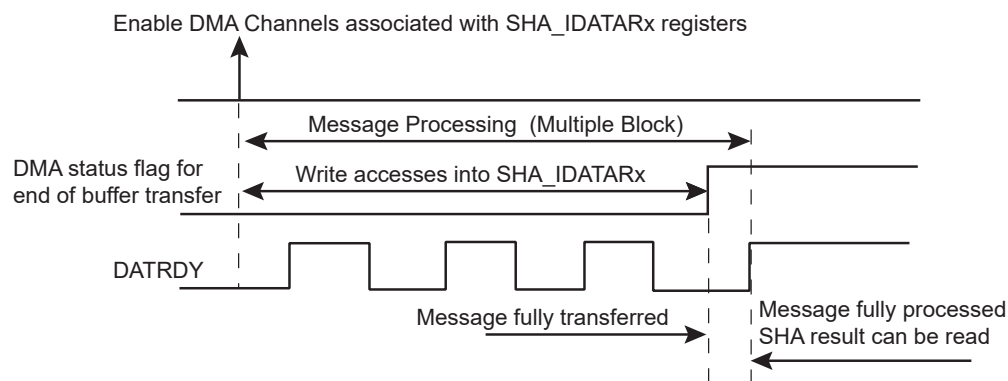 Enable DMA Channels associated with SHA_IDATARx registers
Message Processing (Multiple Block)
DMA status flag for
end of buffer transfer
Write accesses into SHA_IDATARx
DATRDY
Message fully transferred
Message fully processed
SHA result can be read